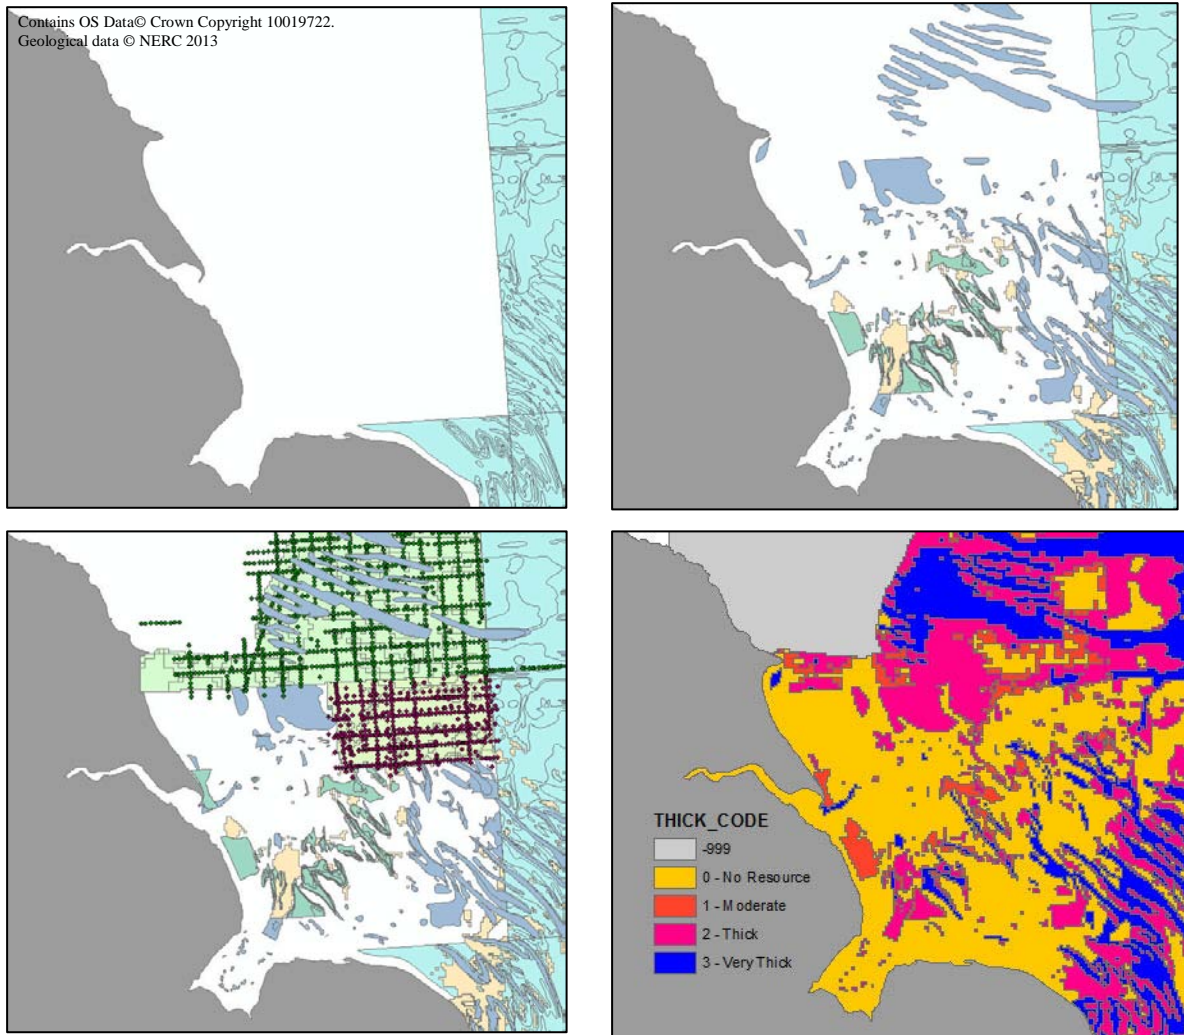 Contains OS Data© Crown Copyright 10019722.
Geological data © NERC 2013
THICK_CODE
-999
0 - No Resource
1 - Moderate
2 - Thick
3 - Very Thick